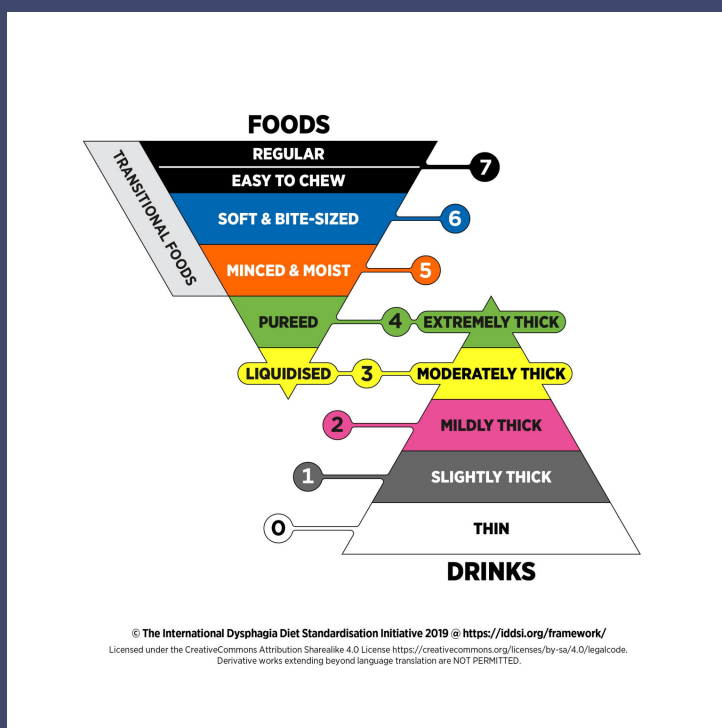 FOODS
REGULAR
7
EASY TO CHEW
TRANSITIONAL FOODS
SOFT & BITE-SIZED
6
MINCED & MOIST
5
PUREED
4
EXTREMELY THICK
LIQUIDISED
3
MODERATELY THICK
2
MILDLY THICK
1
SLIGHTLY THICK
0
THIN
DRINKS
© The International Dysphagia Diet Standardisation Initiative 2019 @ https://iddsi.org/framework/
Licensed under the CreativeCommons Attribution Sharealike 4.0 License https://creativecommons.org/licenses/by-sa/4.0/legalcode.
Derivative works extending beyond language translation are NOT PERMITTED.